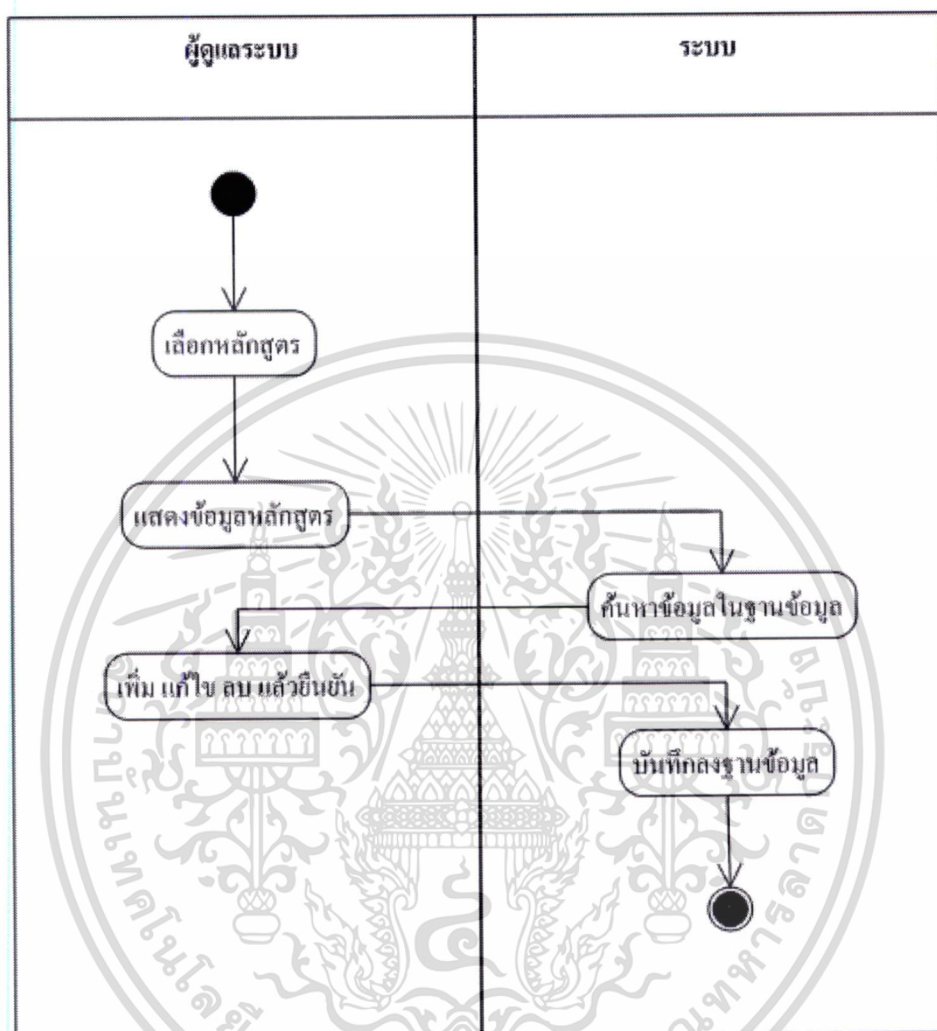 ผู้ดูแลระบบ
ระบบ
เลือกหลักสูตร
แสดงข้อมูลหลักสูตร
ค้นหาข้อมูลในฐานข้อมูล
เพิ่ม แก้ไข ลบ แล้วยืนยัน
บันทึกลงฐานข้อมูล